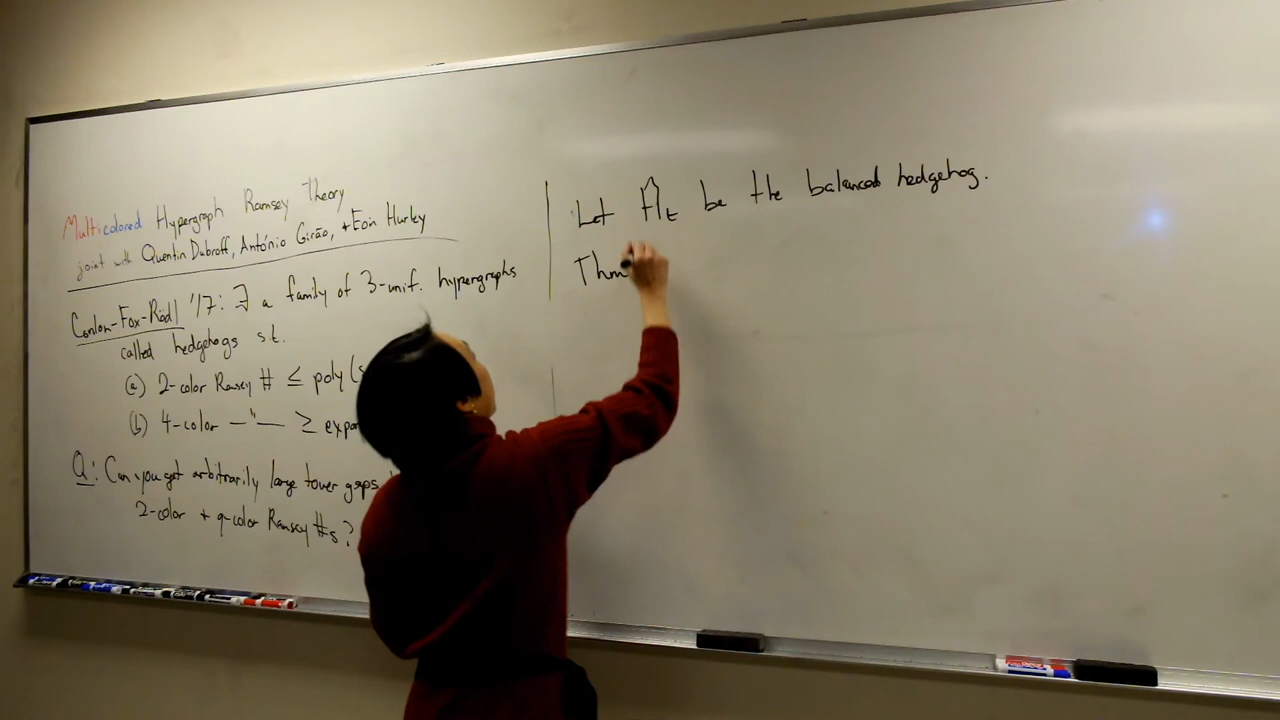 Multicolored Hypergraph Ramsey Theory
joint with Quentin Dubroff, António Girão, + Eoin Hurley
Conlon-Fox-Rödl '17: ∃ a family of 3-unif. hypergraphs
called hedgehogs s.t.
(a) 2-color Ramsey # ≤ poly(
(b) 4-color —"— ≥ expo
Q: Can you get arbitrarily large tower gaps
2-color + q-color Ramsey #s?
Let Ĥt be the balanced hedgehog.
Thm